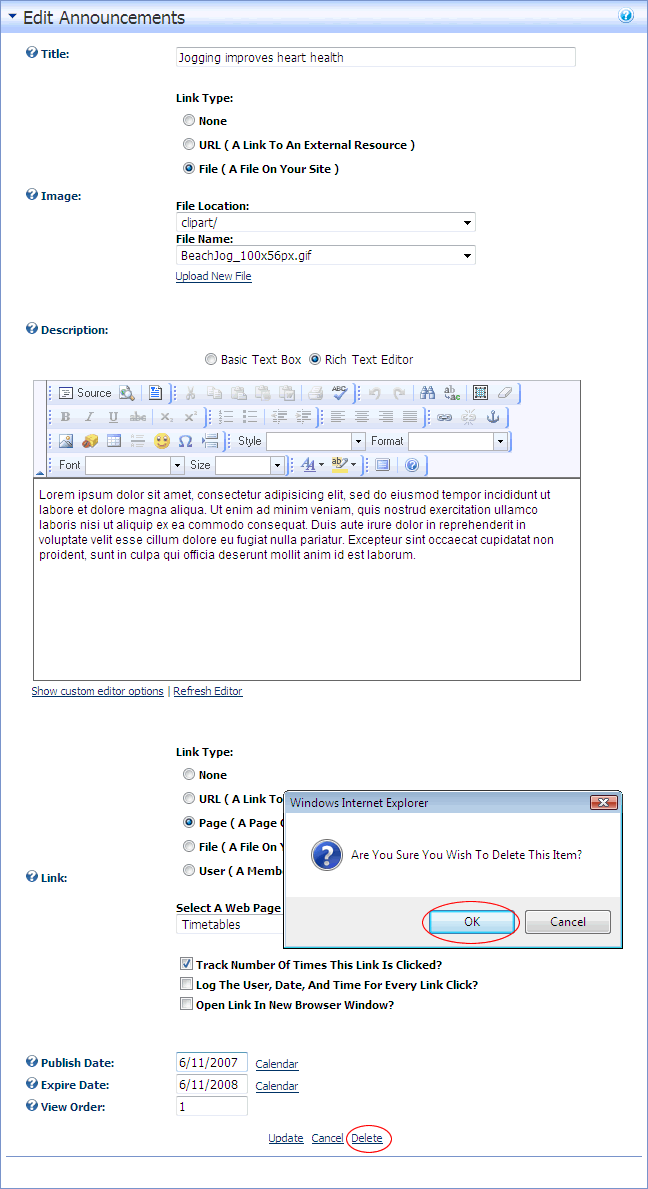 Edit Announcements
Title:
Jogging improves heart health
Link Type:
None
URL ( A Link To An External Resource )
File ( A File On Your Site )
Image:
File Location:
clipart/
File Name:
BeachJog_100x56px.gif
Upload New File
Description:
Basic Text Box Rich Text Editor
Source
Style Format
Font Size
Lorem ipsum dolor sit amet, consectetur adipisicing elit, sed do eiusmod tempor incididunt ut
labore et dolore magna aliqua. Ut enim ad minim veniam, quis nostrud exercitation ullamco
laboris nisi ut aliquip ex ea commodo consequat. Duis aute irure dolor in reprehenderit in
voluptate velit esse cillum dolore eu fugiat nulla pariatur. Excepteur sint occaecat cupidatat non
proident, sunt in culpa qui officia deserunt mollit anim id est laborum.
Show custom editor options | Refresh Editor
Link Type:
None
URL ( A Link To
Page ( A Page
File ( A File On
User ( A Memb
Link:
Select A Web Page
Timetables
Windows Internet Explorer
Are You Sure You Wish To Delete This Item?
OK Cancel
Track Number Of Times This Link Is Clicked?
Log The User, Date, And Time For Every Link Click?
Open Link In New Browser Window?
Publish Date: 6/11/2007 Calendar
Expire Date: 6/11/2008 Calendar
View Order: 1
Update Cancel Delete